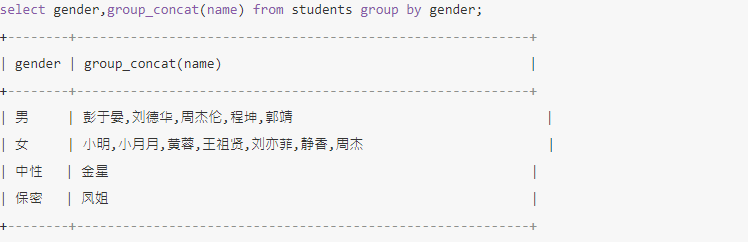 select gender,group_concat(name) from students group by gender;
+--------+-----------------------------------------------------------+
| gender | group_concat(name)                                        |
+--------+-----------------------------------------------------------+
| 男     | 彭于晏,刘德华,周杰伦,程坤,郭靖                                 |
| 女     | 小明,小月月,黄蓉,王祖贤,刘亦菲,静香,周杰                        |
| 中性   | 金星                                                      |
| 保密   | 凤姐                                                      |
+--------+-----------------------------------------------------------+